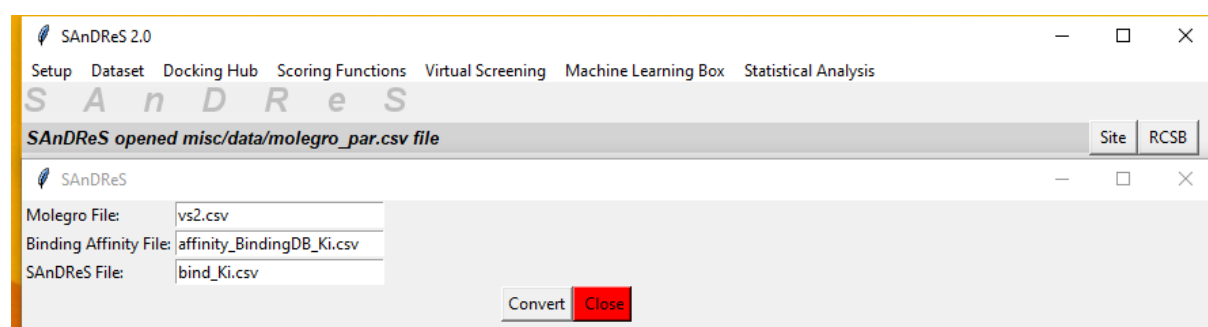 SAnDReS 2.0
Setup Dataset Docking Hub Scoring Functions Virtual Screening Machine Learning Box Statistical Analysis
S A n D R e S
SAnDReS opened misc/data/molegro_par.csv file Site RCSB
SAnDReS
Molegro File: vs2.csv
Binding Affinity File: affinity_BindingDB_Ki.csv
SAnDReS File: bind_Ki.csv
Convert Close